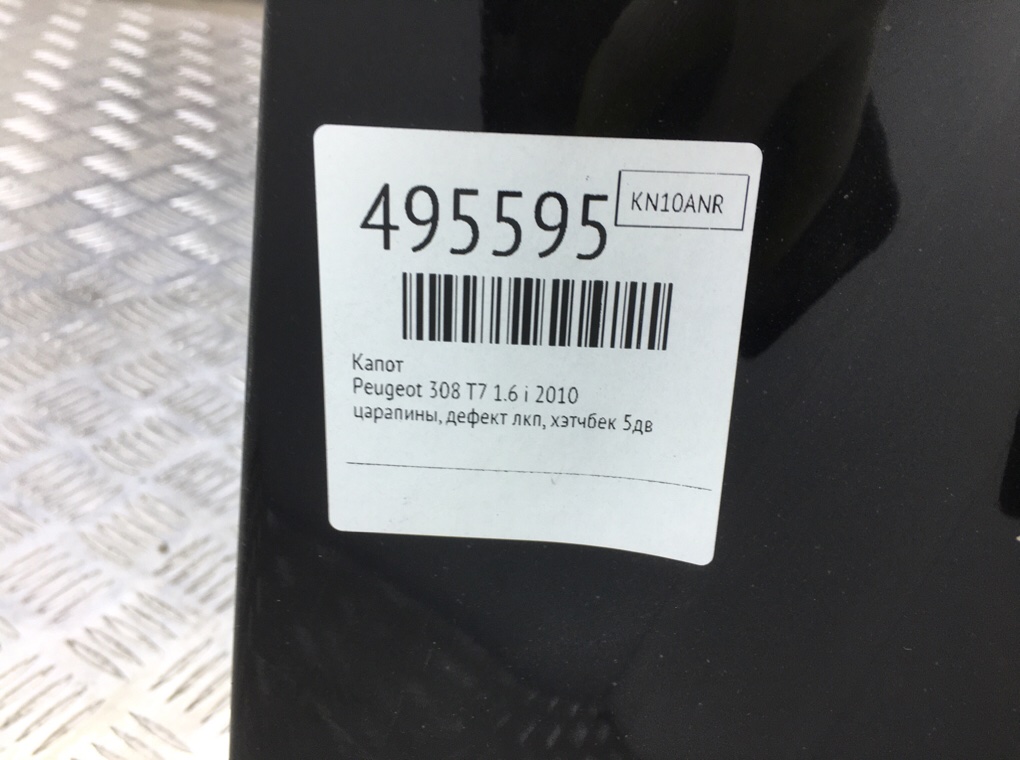 495595
KN10ANR
Капот
Peugeot 308 T7 1.6 i 2010
царапины, дефект лкп, хэтчбек 5дв